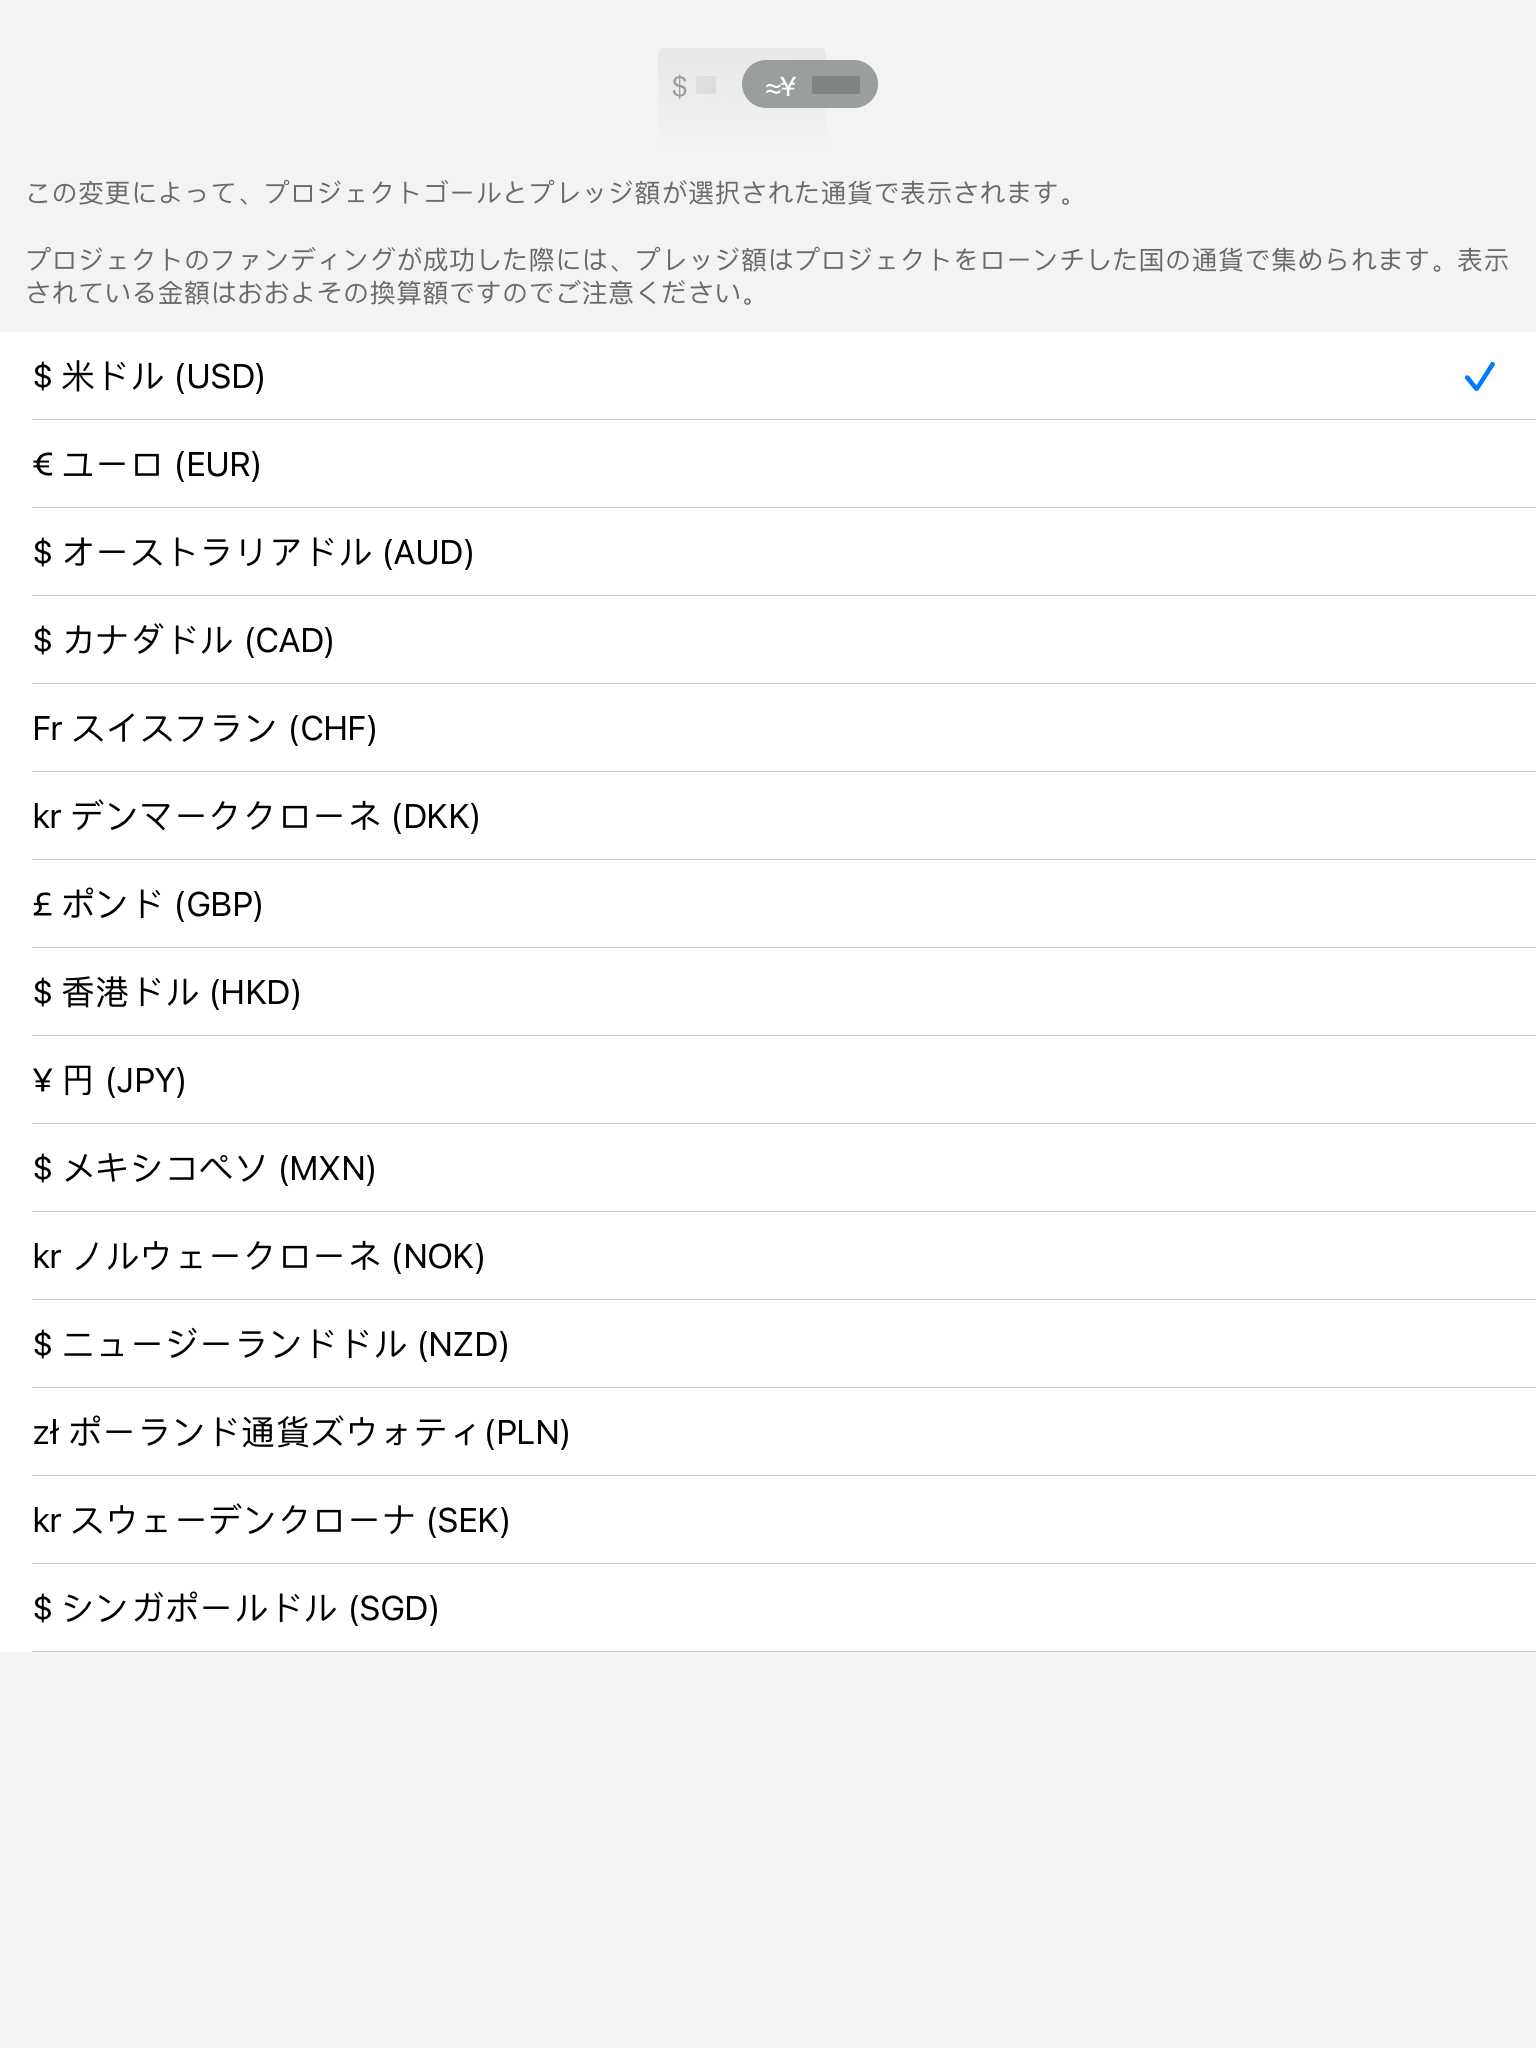 $
≈¥
この変更によって、プロジェクトゴールとプレッジ額が選択された通貨で表示されます。
プロジェクトのファンディングが成功した際には、プレッジ額はプロジェクトをローンチした国の通貨で集められます。表示
されている金額はおおよその換算額ですのでご注意ください。
$ 米ドル (USD)
€ ユーロ (EUR)
$ オーストラリアドル (AUD)
$ カナダドル (CAD)
Fr スイスフラン (CHF)
kr デンマーククローネ (DKK)
£ ポンド (GBP)
$ 香港ドル (HKD)
¥ 円 (JPY)
$ メキシコペソ (MXN)
kr ノルウェークローネ (NOK)
$ ニュージーランドドル (NZD)
zł ポーランド通貨ズウォティ(PLN)
kr スウェーデンクローナ (SEK)
$ シンガポールドル (SGD)